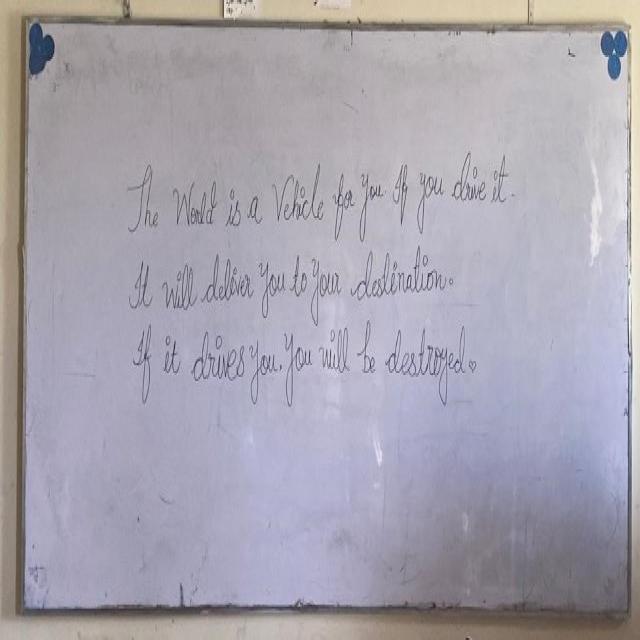 The World is a Vehicle for you If you drive it.
It will deliver you to your destination.
If it drives you. You will be destroyed.